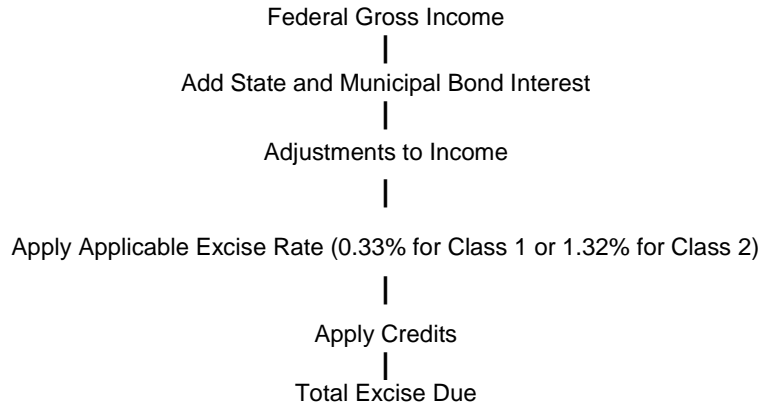 Federal Gross Income
Add State and Municipal Bond Interest
Adjustments to Income
Apply Applicable Excise Rate (0.33% for Class 1 or 1.32% for Class 2)
Apply Credits
Total Excise Due